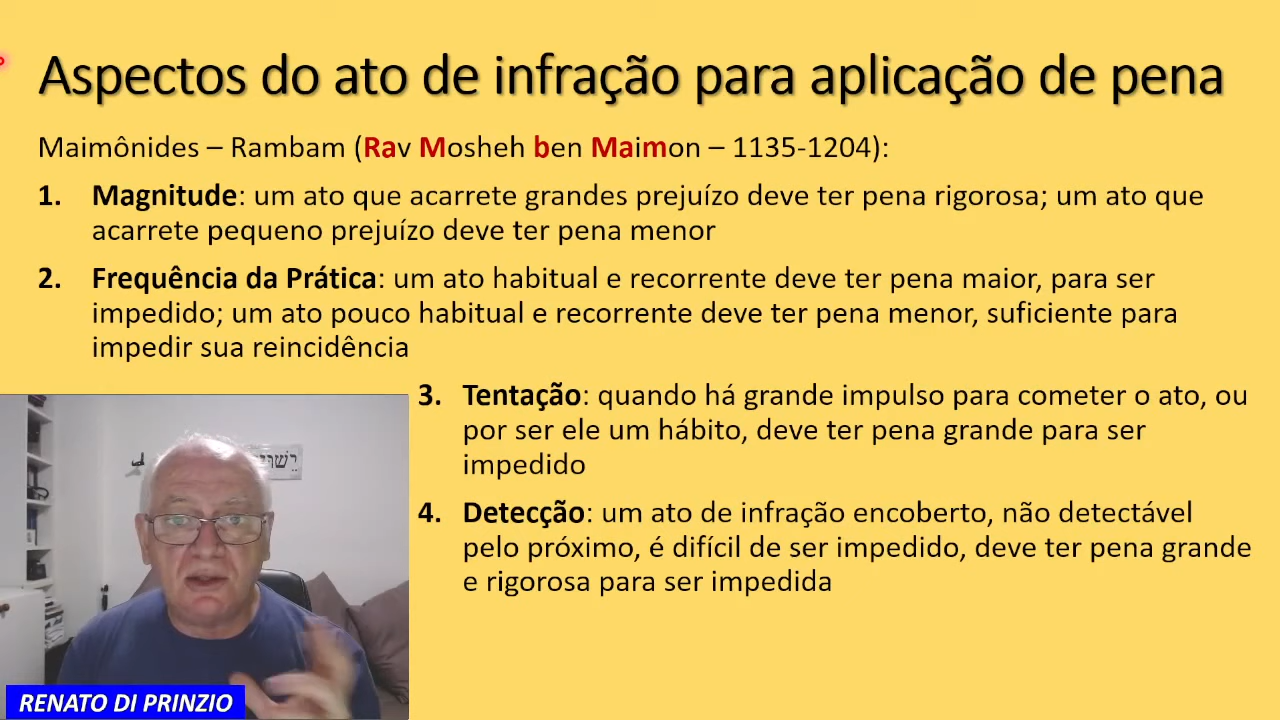 Aspectos do ato de infração para aplicação de pena
Maimônides – Rambam (Rav Mosheh ben Maimon – 1135-1204):
1. Magnitude: um ato que acarrete grandes prejuízo deve ter pena rigorosa; um ato que
acarrete pequeno prejuízo deve ter pena menor
2. Frequência da Prática: um ato habitual e recorrente deve ter pena maior, para ser
impedido; um ato pouco habitual e recorrente deve ter pena menor, suficiente para
impedir sua reincidência
3. Tentação: quando há grande impulso para cometer o ato, ou
por ser ele um hábito, deve ter pena grande para ser
impedido
4. Detecção: um ato de infração encoberto, não detectável
pelo próximo, é difícil de ser impedido, deve ter pena grande
e rigorosa para ser impedida
RENATO DI PRINZIO